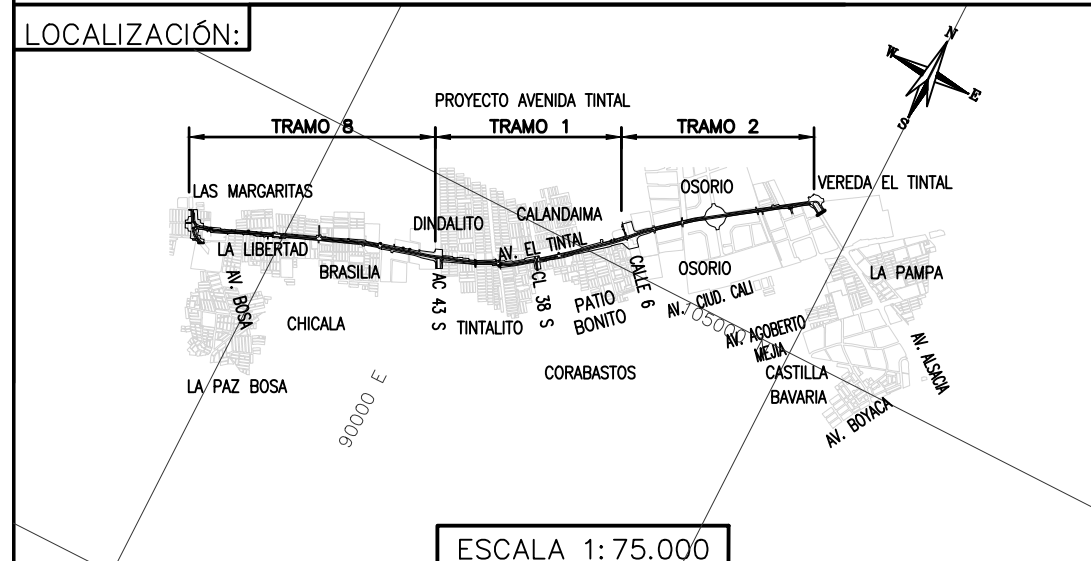 LOCALIZACIÓN:
N
W
E
S
PROYECTO AVENIDA TINTAL
TRAMO 8
TRAMO 1
TRAMO 2
LAS MARGARITAS
DINDALITO
CALANDAIMA
OSORIO
VEREDA EL TINTAL
LA LIBERTAD
AV. EL TINTAL
BRASILIA
AV. BOSA
AC 43 S
CL 38 S
CALLE 6
OSORIO
LA PAMPA
CHICALA
TINTALITO
PATIO
BONITO
AV. CIUD. CALI
105000
AV. AGOBERTO
MEJIA
AV. ALSACIA
LA PAZ BOSA
CORABASTOS
CASTILLA
BAVARIA
90000 E
AV. BOYACA
ESCALA 1:75.000